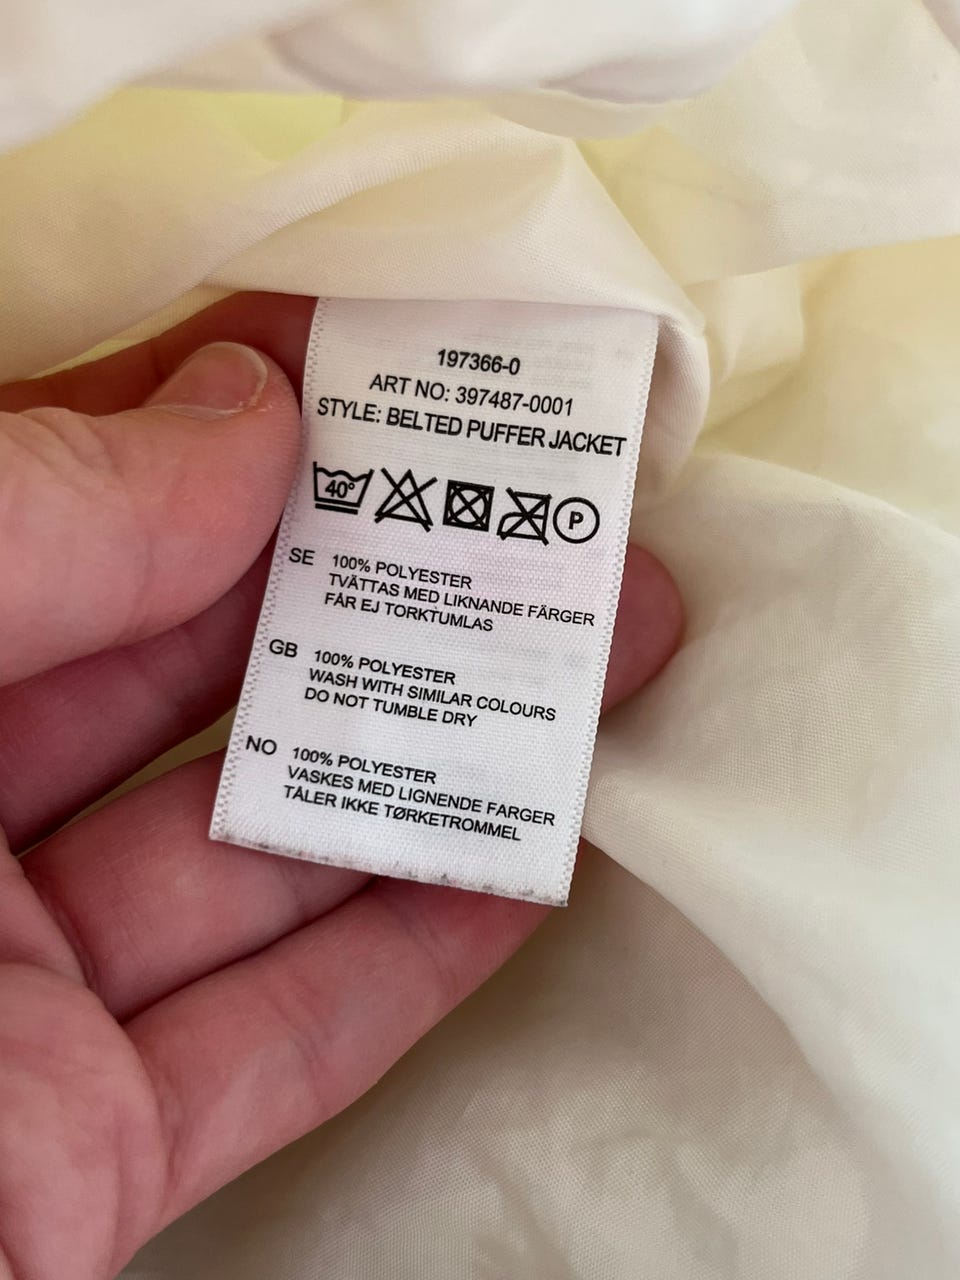 197366-0
ART NO: 397487-0001
STYLE: BELTED PUFFER JACKET
40°
P
SE 100% POLYESTER
TVÄTTAS MED LIKNANDE FÄRGER
FÅR EJ TORKTUMLAS
GB 100% POLYESTER
WASH WITH SIMILAR COLOURS
DO NOT TUMBLE DRY
NO 100% POLYESTER
VASKES MED LIGNENDE FARGER
TÅLER IKKE TØRKETROMMEL